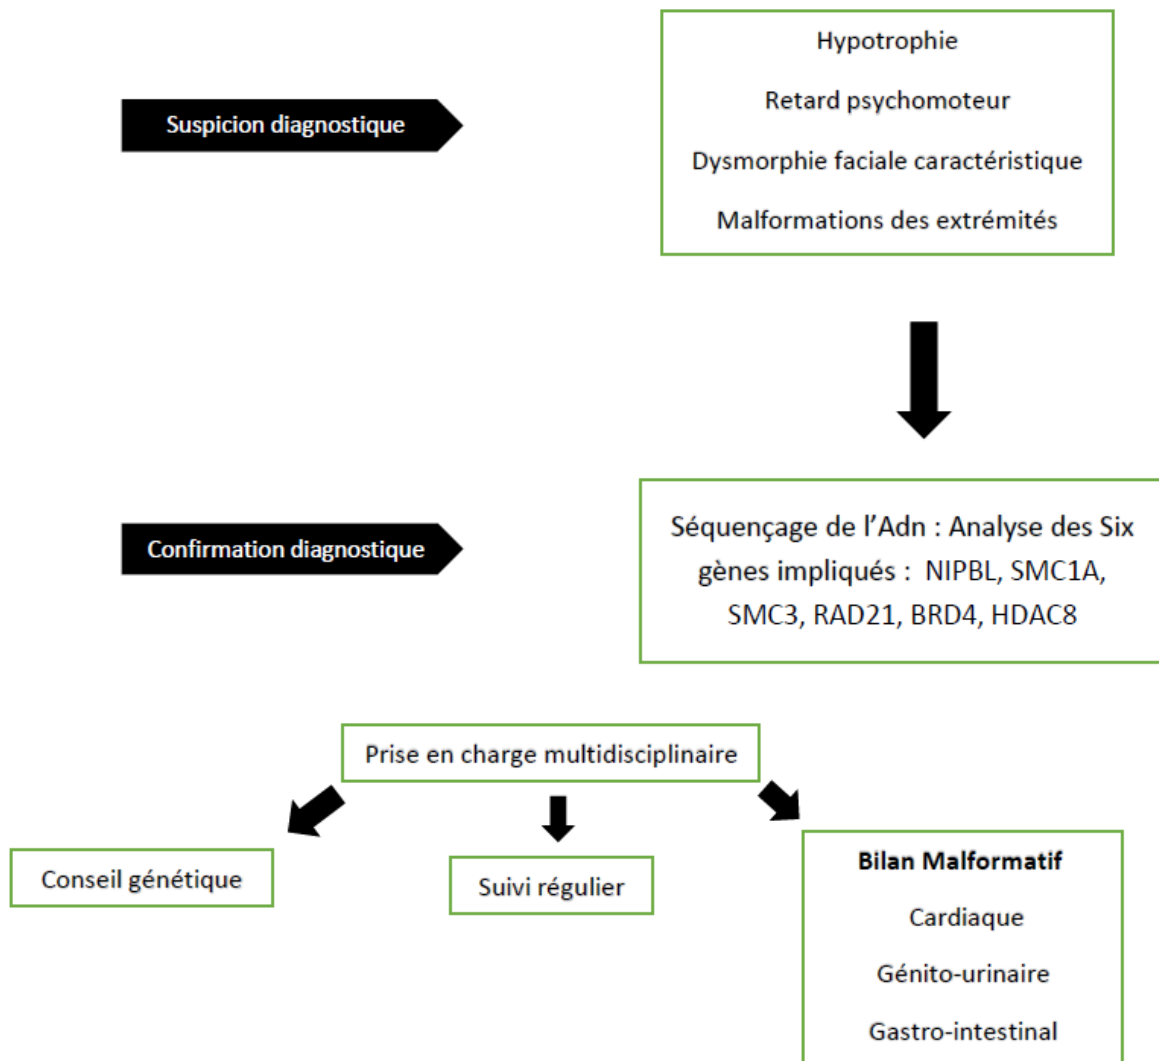 Suspicion diagnostique
Hypotrophie
Retard psychomoteur
Dysmorphie faciale caractéristique
Malformations des extrémités
Confirmation diagnostique
Séquençage de l'Adn : Analyse des Six
gènes impliqués : NIPBL, SMC1A,
SMC3, RAD21, BRD4, HDAC8
Prise en charge multidisciplinaire
Conseil génétique
Suivi régulier
Bilan Malformatif
Cardiaque
Génito-urinaire
Gastro-intestinal